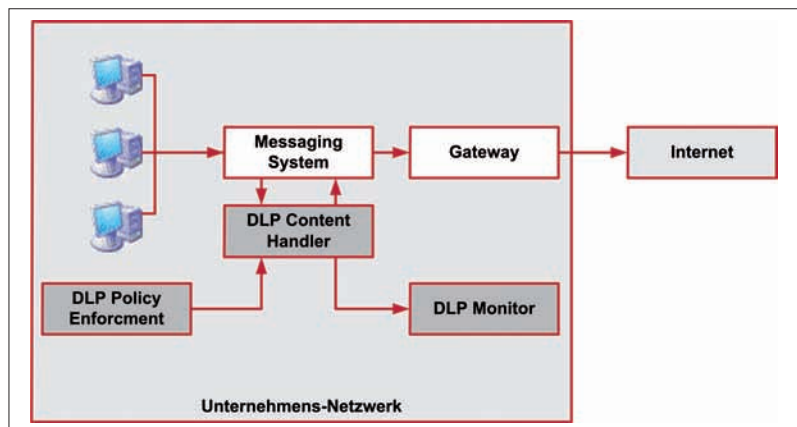 Messaging
System
Gateway
Internet
DLP Content
Handler
DLP Policy
Enforcment
DLP Monitor
Unternehmens-Netzwerk